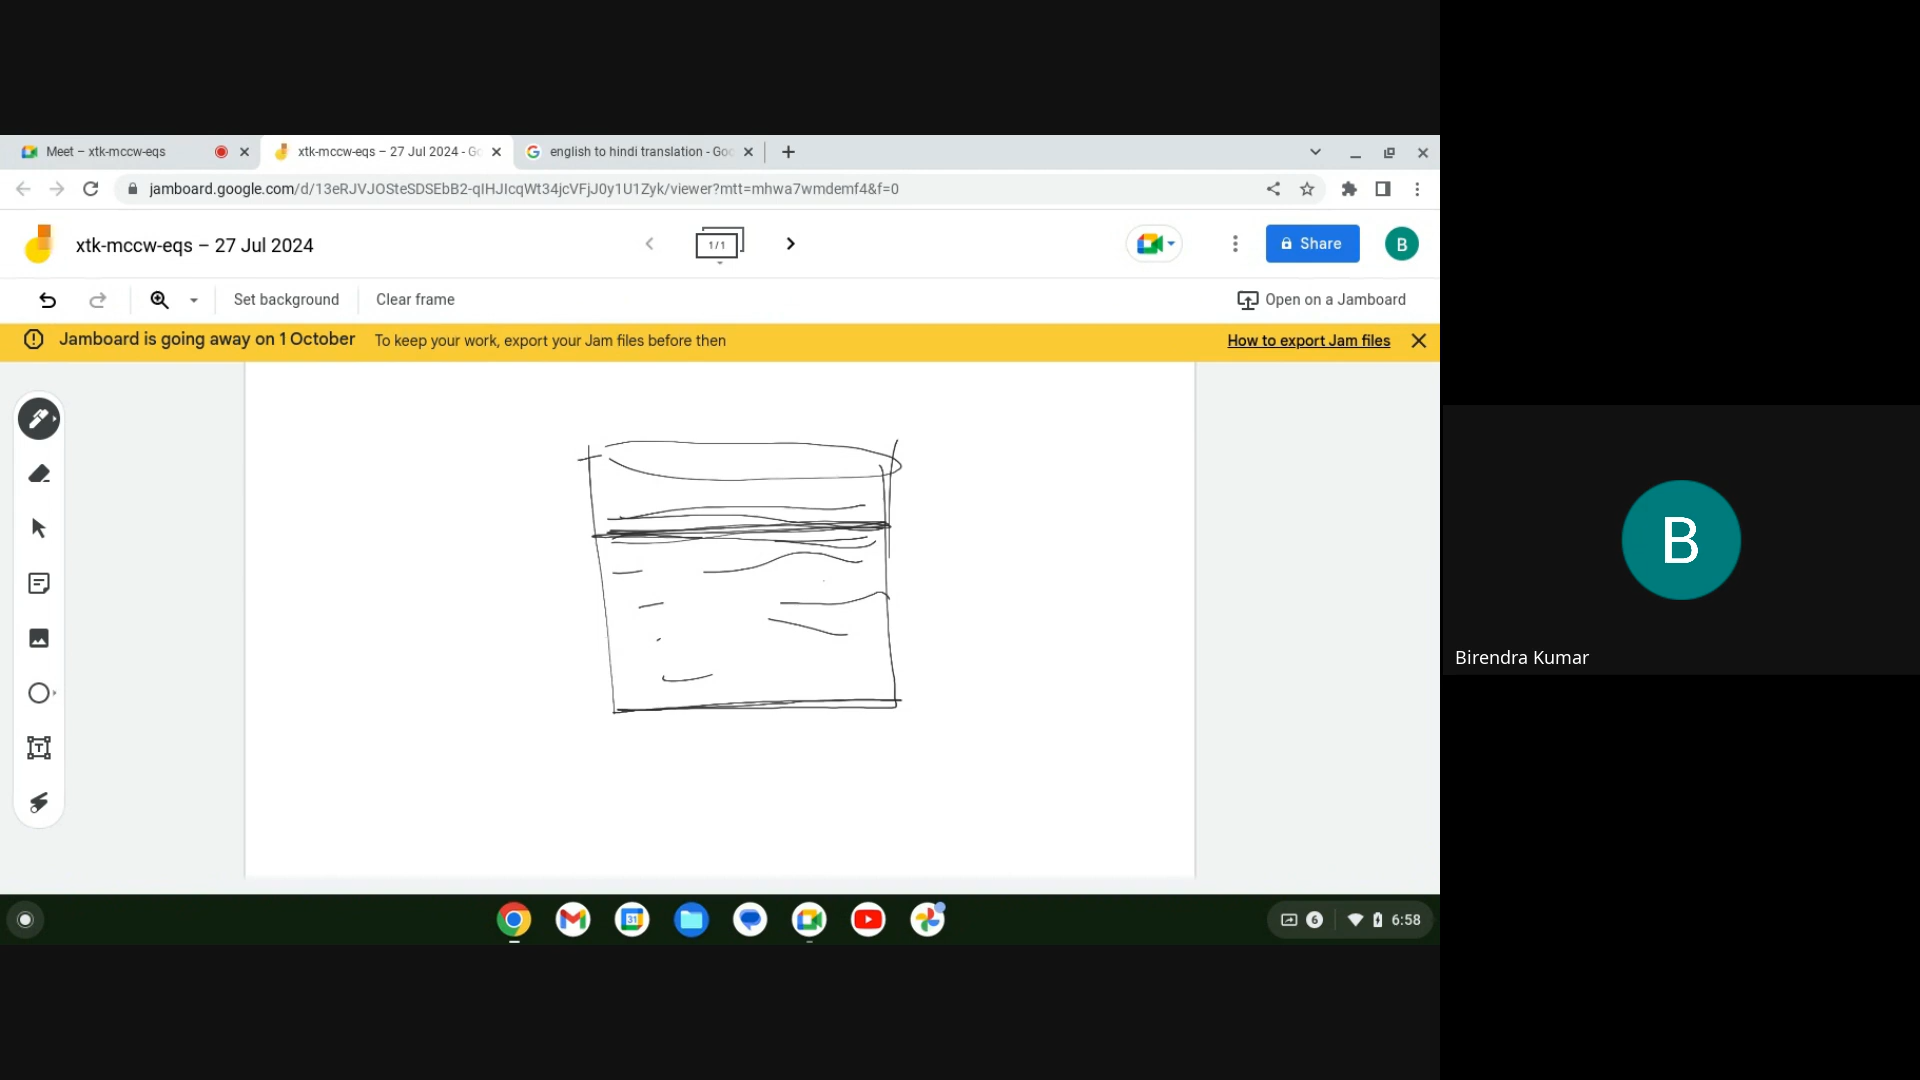 Meet – xtk-mccw-eqs
xtk-mccw-eqs – 27 Jul 2024 - Go
english to hindi translation - Goo
jamboard.google.com/d/13eRJVJOSteSDSEbB2-qIHJIcqWt34jcVFjJ0y1U1Zyk/viewer?mtt=mhwa7wmdemf4&f=0
xtk-mccw-eqs – 27 Jul 2024
1/1
Share
B
Set background
Clear frame
Open on a Jamboard
Jamboard is going away on 1 October
To keep your work, export your Jam files before then
How to export Jam files
B
Birendra Kumar
31
6
6:58